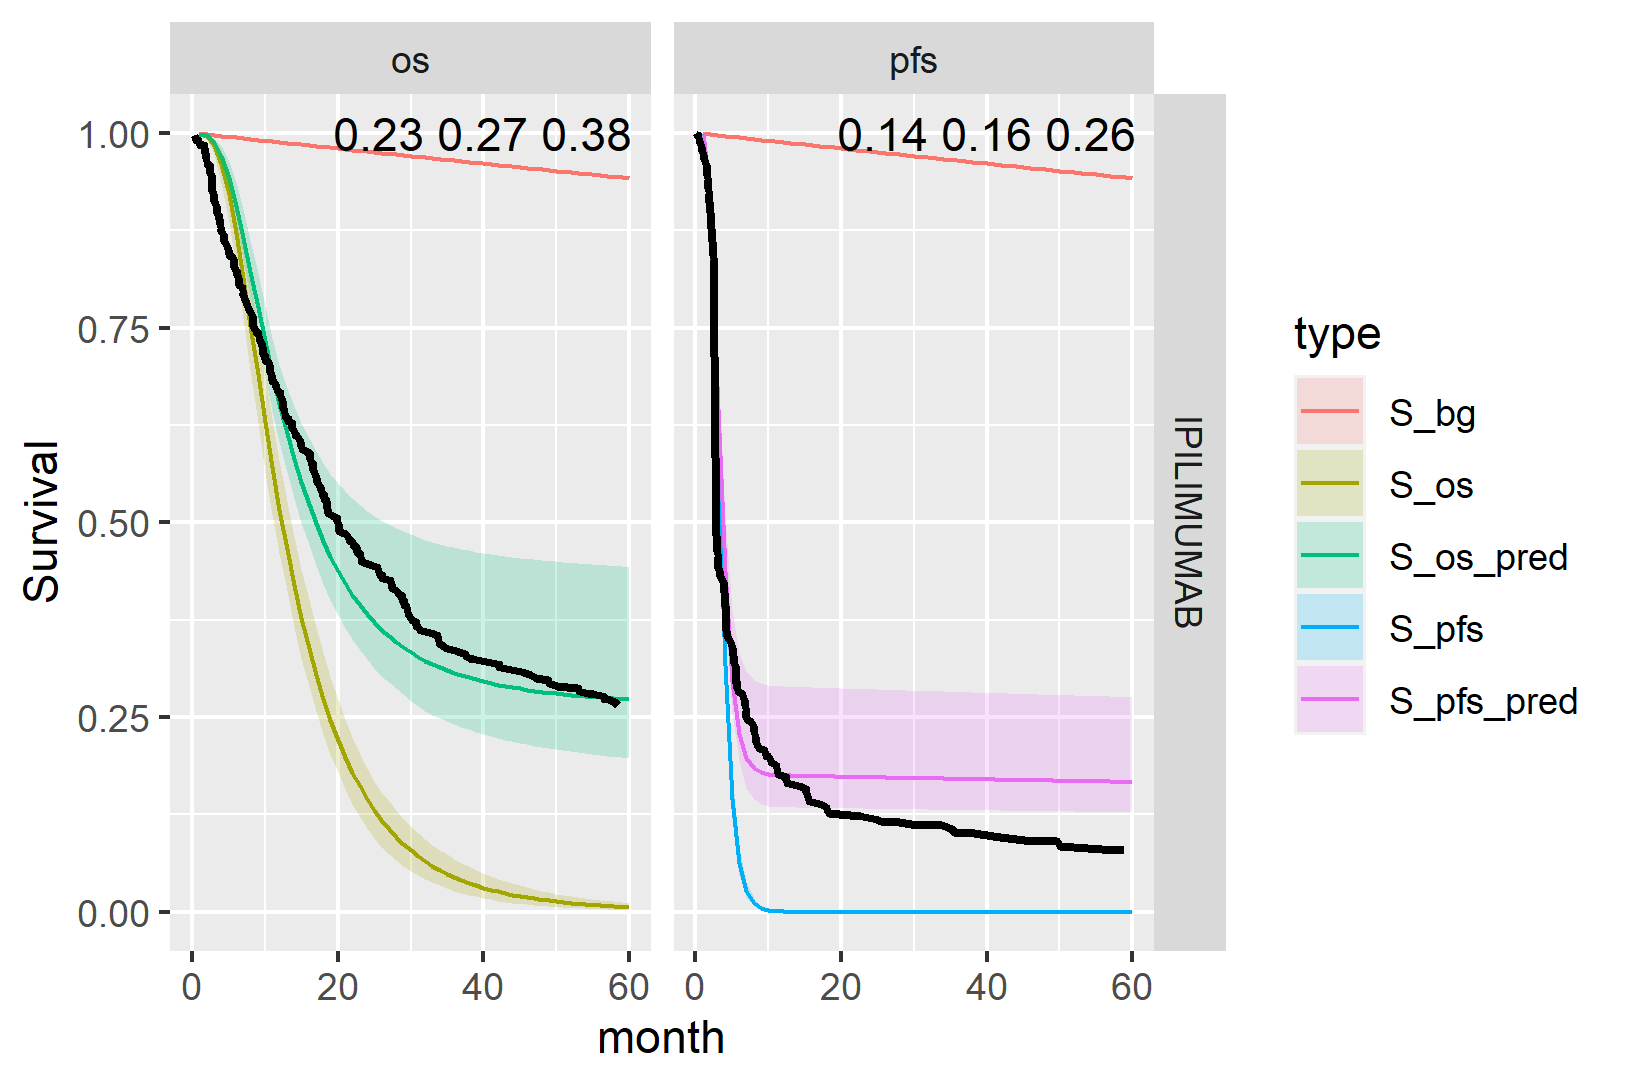 os
pfs
0.23 0.27 0.38
0.14 0.16 0.26
1.00
0.75
0.50
0.25
0.00
Survival
0
20
40
60
0
20
40
60
month
IPILIMUMAB
type
S_bg
S_os
S_os_pred
S_pfs
S_pfs_pred